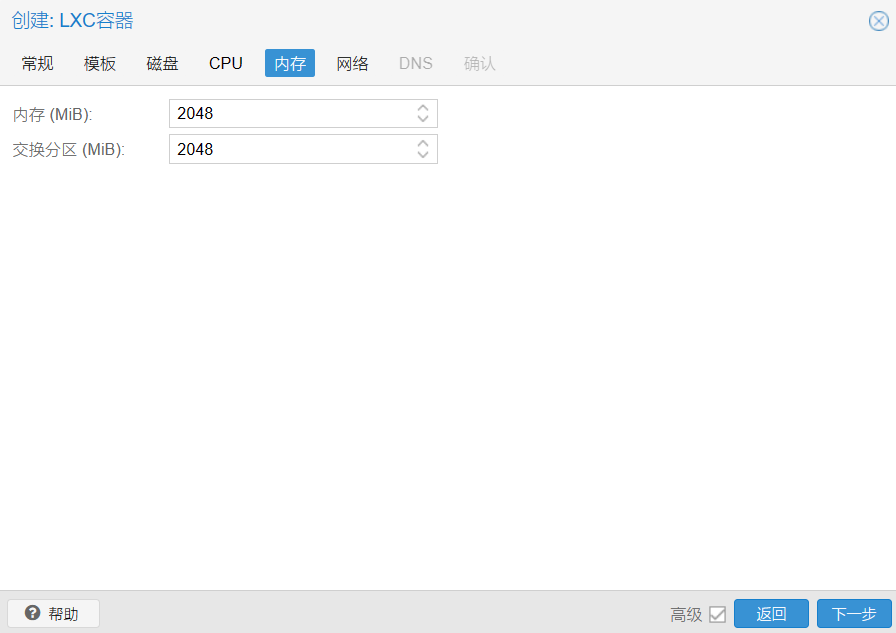 创建: LXC容器
常规 模板 磁盘 CPU 内存 网络 DNS 确认
内存 (MiB): 2048
交换分区 (MiB): 2048
帮助 高级 返回 下一步